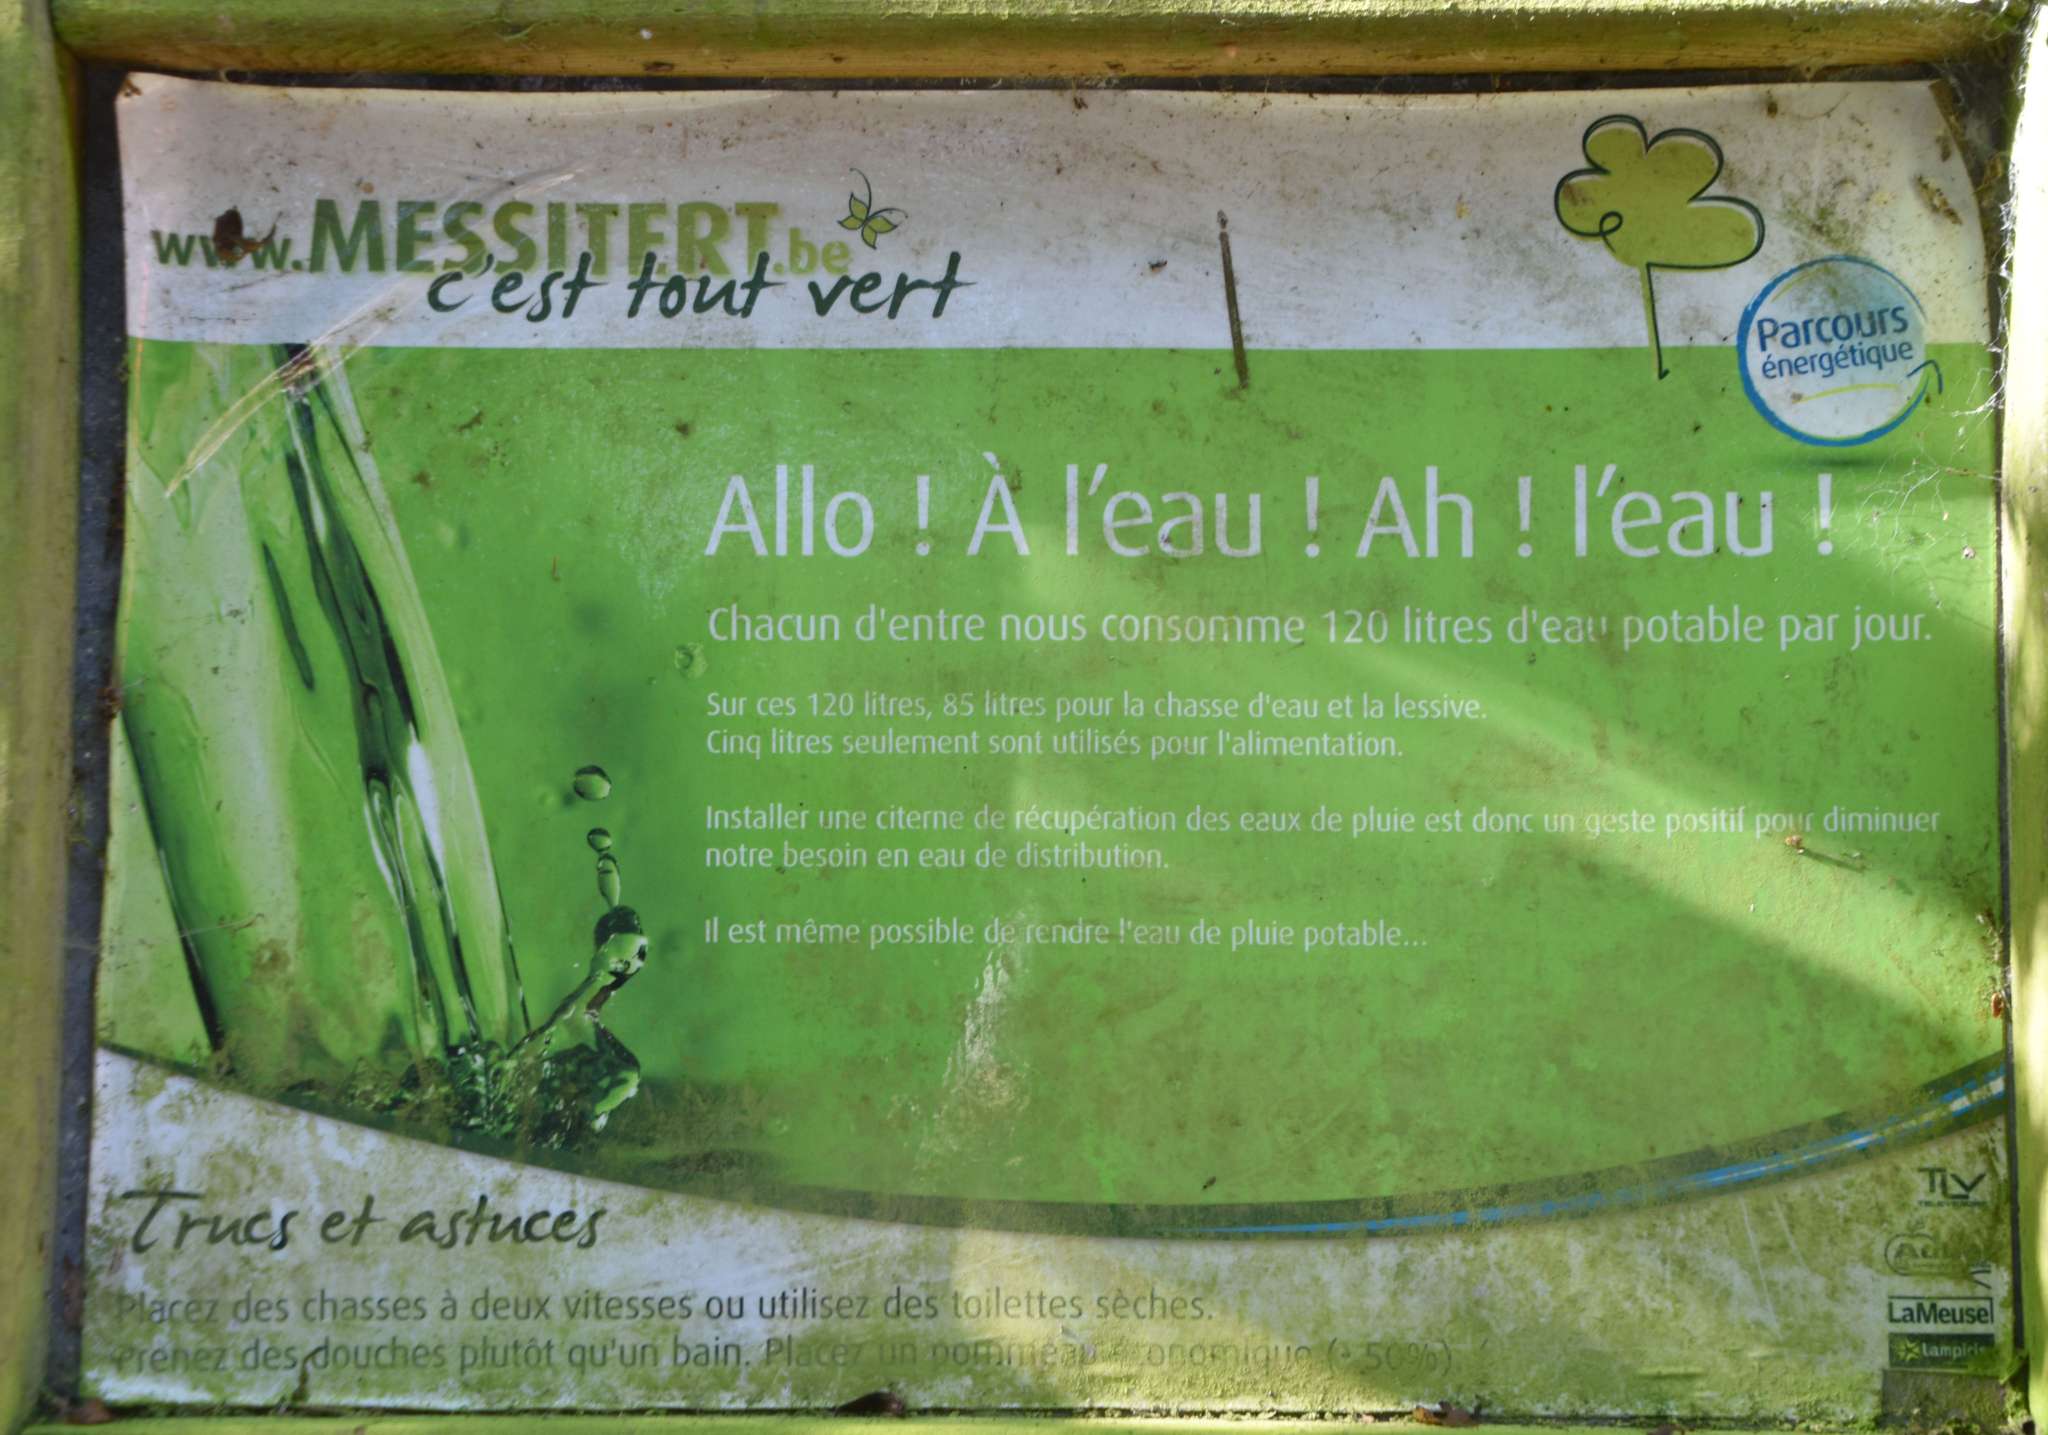 www.MESSITERT.be
c'est tout vert
Parcours
énergétique
Allo ! À l'eau ! Ah ! l'eau !
Chacun d'entre nous consomme 120 litres d'eau potable par jour.
Sur ces 120 litres, 85 litres pour la chasse d'eau et la lessive.
Cinq litres seulement sont utilisés pour l'alimentation.
Installer une citerne de récupération des eaux de pluie est donc un geste positif pour diminuer
notre besoin en eau de distribution.
Il est même possible de rendre l'eau de pluie potable...
Trucs et astuces
Placez des chasses à deux vitesses ou utilisez des toilettes sèches.
Prenez des douches plutôt qu'un bain. Placez un pommeau économique (- 50%)
TLV
LaMeuse
Lampiris